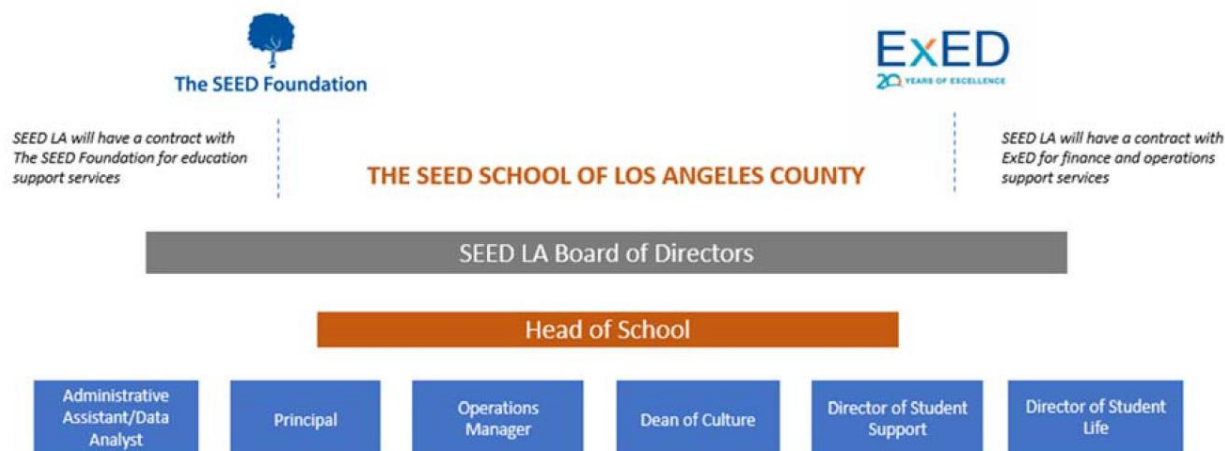 The SEED Foundation
ExED
20 YEARS OF EXCELLENCE
SEED LA will have a contract with
The SEED Foundation for education
support services
SEED LA will have a contract with
ExED for finance and operations
support services
THE SEED SCHOOL OF LOS ANGELES COUNTY
SEED LA Board of Directors
Head of School
Administrative
Assistant/Data
Analyst
Principal
Operations
Manager
Dean of Culture
Director of Student
Support
Director of Student
Life